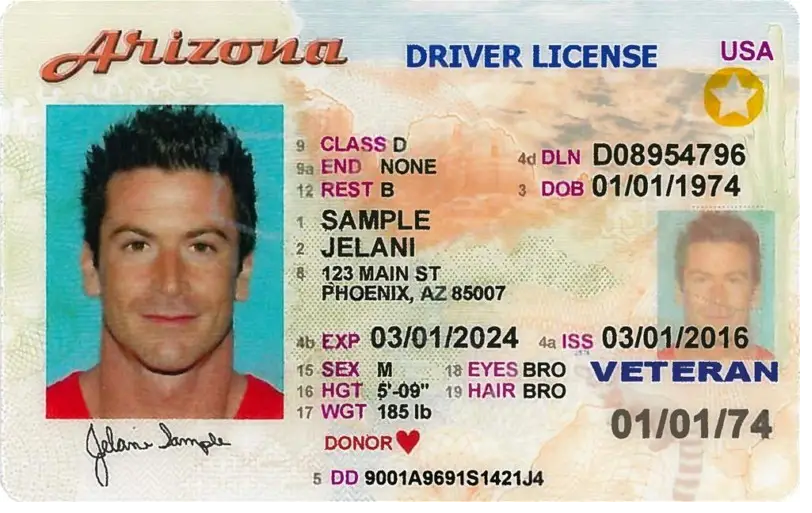 Arizona DRIVER LICENSE USA
9 CLASS D
9a END NONE 4d DLN D08954796
12 REST B 3 DOB 01/01/1974
1 SAMPLE
2 JELANI
8 123 MAIN ST
PHOENIX, AZ 85007
4b EXP 03/01/2024 4a ISS 03/01/2016
15 SEX M 18 EYES BRO VETERAN
16 HGT 5'-09" 19 HAIR BRO
17 WGT 185 lb 01/01/74
Jelani Sample DONOR
5 DD 9001A9691S1421J4